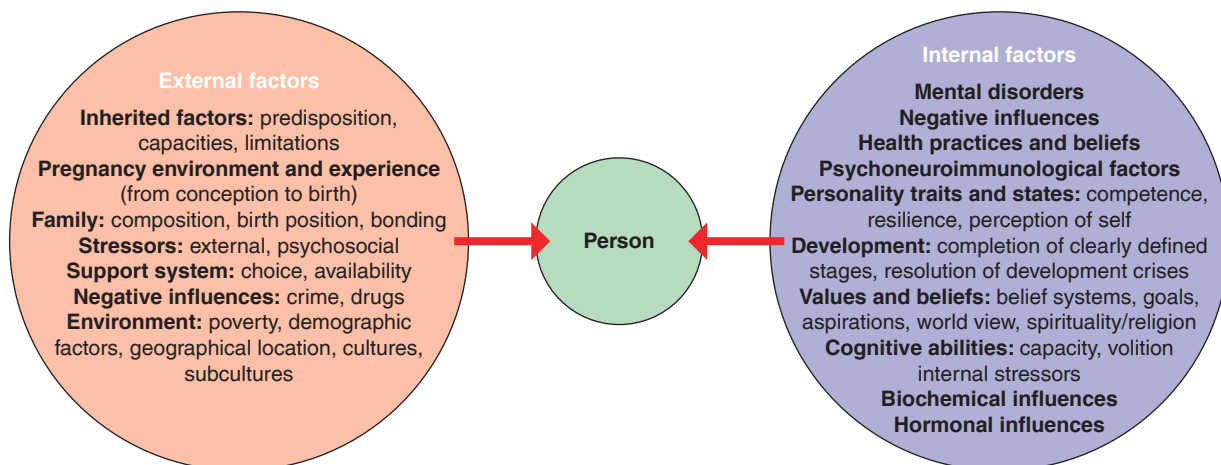 External factors
Inherited factors: predisposition,
capacities, limitations
Pregnancy environment and experience
(from conception to birth)
Family: composition, birth position, bonding
Stressors: external, psychosocial
Support system: choice, availability
Negative influences: crime, drugs
Environment: poverty, demographic
factors, geographical location, cultures,
subcultures
Person
Internal factors
Mental disorders
Negative influences
Health practices and beliefs
Psychoneuroimmunological factors
Personality traits and states: competence,
resilience, perception of self
Development: completion of clearly defined
stages, resolution of development crises
Values and beliefs: belief systems, goals,
aspirations, world view, spirituality/religion
Cognitive abilities: capacity, volition
internal stressors
Biochemical influences
Hormonal influences